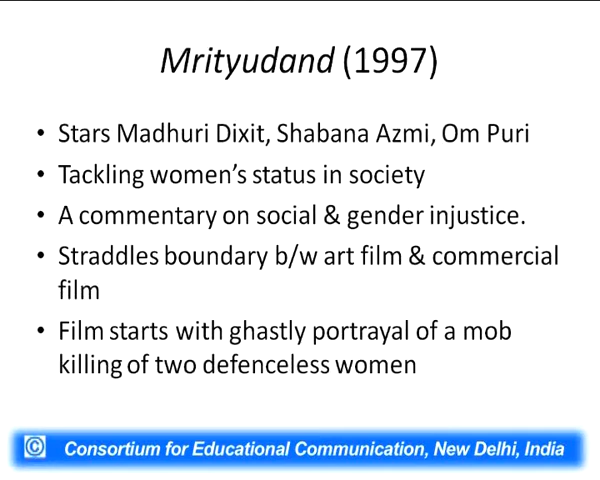 Mrityudand (1997)
• Stars Madhuri Dixit, Shabana Azmi, Om Puri
• Tackling women's status in society
• A commentary on social & gender injustice.
• Straddles boundary b/w art film & commercial
film
• Film starts with ghastly portrayal of a mob
killing of two defenceless women
© Consortium for Educational Communication, New Delhi, India